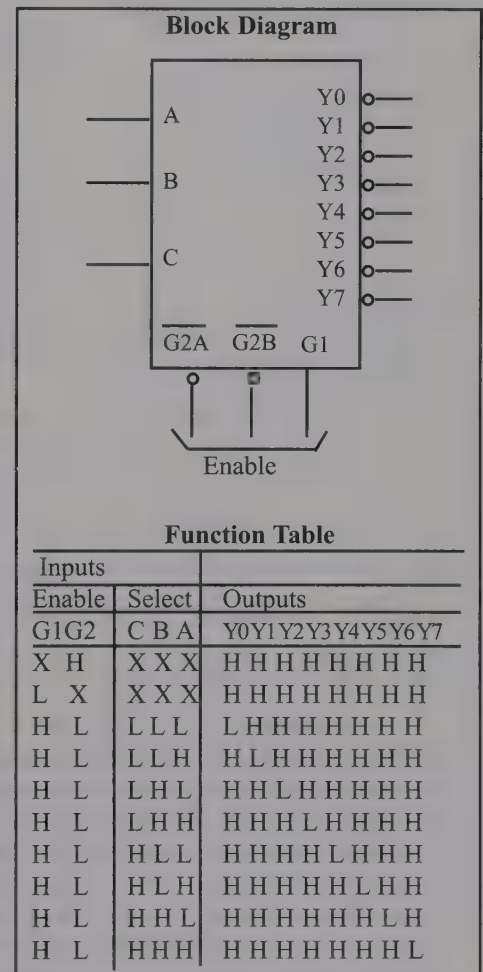 Block Diagram
Y0
A
Y1
Y2
B
Y3
Y4
Y5
C
Y6
Y7
G2A G2B G1
Enable
Function Table
Inputs
Enable Select Outputs
G1G2 C B A Y0Y1Y2Y3Y4Y5Y6Y7
X H X X X H H H H H H H H
L X X X X H H H H H H H H
H L L L L L H H H H H H H
H L L L H H L H H H H H H
H L L H L H H L H H H H H
H L L H H H H H L H H H H
H L H L L H H H H L H H H
H L H L H H H H H H L H H
H L H H L H H H H H H L H
H L H H H H H H H H H H L